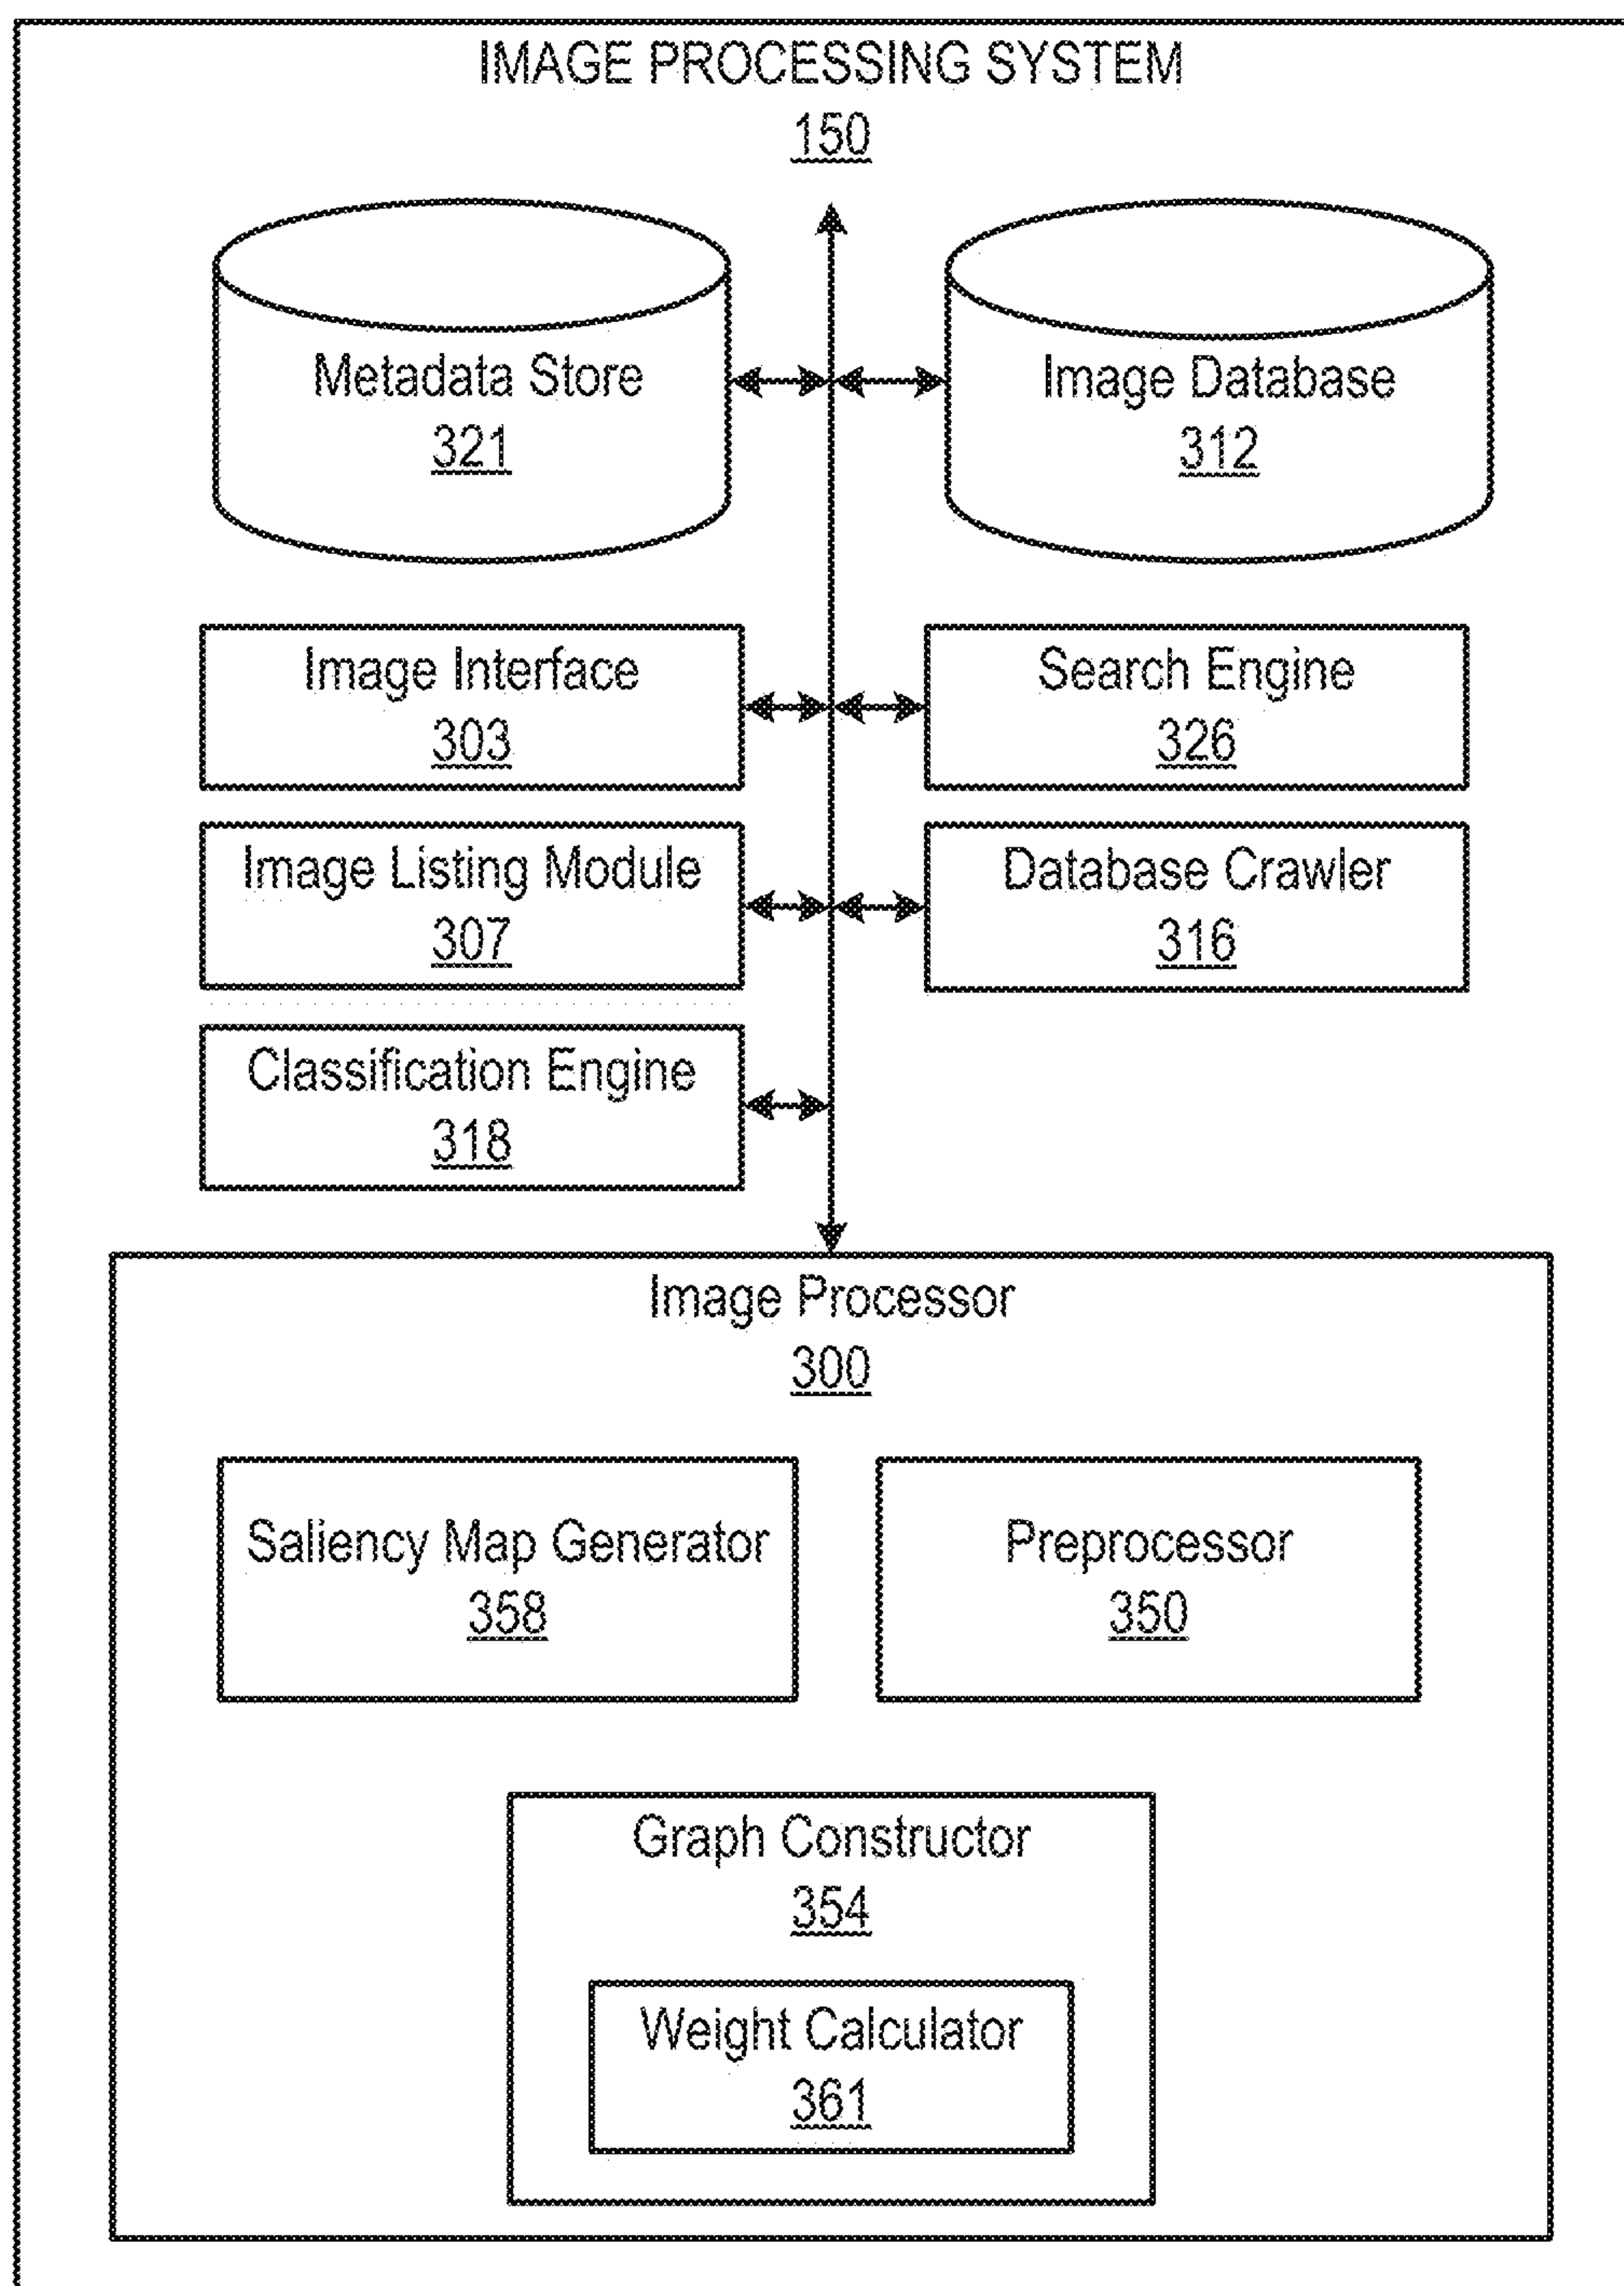 IMAGE PROCESSING SYSTEM
150
Metadata Store
321
Image Database
312
Image Interface
303
Search Engine
326
Image Listing Module
307
Database Crawler
316
Classification Engine
318
Image Processor
300
Saliency Map Generator
358
Preprocessor
350
Graph Constructor
354
Weight Calculator
361